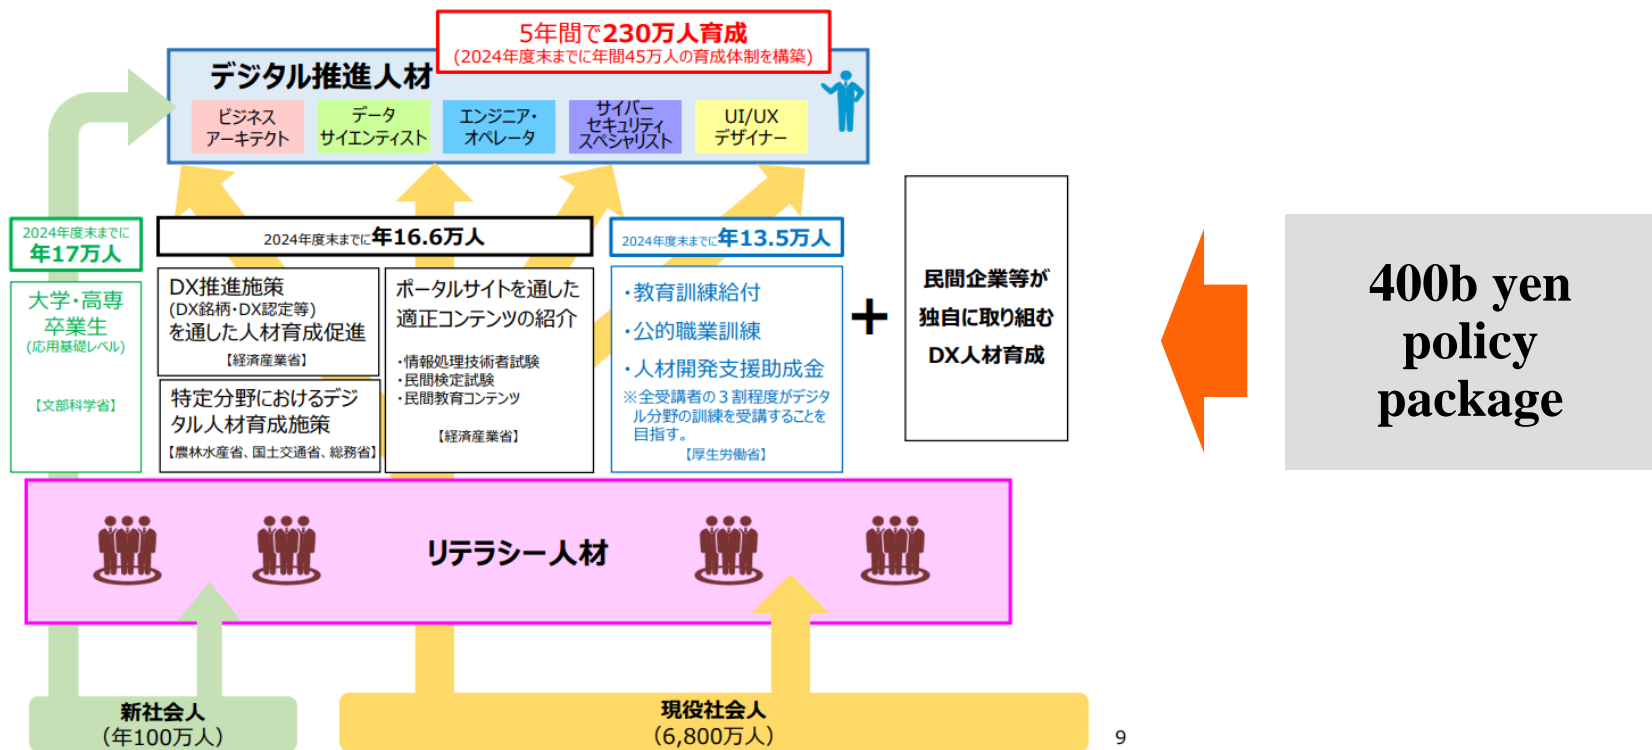 5年間で230万人育成
(2024年度末までに年間45万人の育成体制を構築)
デジタル推進人材
ビジネス
アーキテクト
データ
サイエンティスト
エンジニア・
オペレータ
サイバー
セキュリティ
スペシャリスト
UI/UX
デザイナー
2024年度末までに
年17万人
大学・高専
卒業生
(応用基礎レベル)
【文部科学省】
2024年度末までに年16.6万人
DX推進施策
(DX銘柄・DX認定等)
を通した人材育成促進
【経済産業省】
特定分野におけるデジ
タル人材育成施策
【農林水産省、国土交通省、総務省】
ポータルサイトを通した
適正コンテンツの紹介
・情報処理技術者試験
・民間検定試験
・民間教育コンテンツ
【経済産業省】
2024年度末までに年13.5万人
・教育訓練給付
・公的職業訓練
・人材開発支援助成金
※全受講者の3割程度がデジタ
ル分野の訓練を受講することを
目指す。
【厚生労働省】
+
民間企業等が
独自に取り組む
DX人材育成
400b yen
policy
package
リテラシー人材
新社会人
(年100万人)
現役社会人
(6,800万人)
9